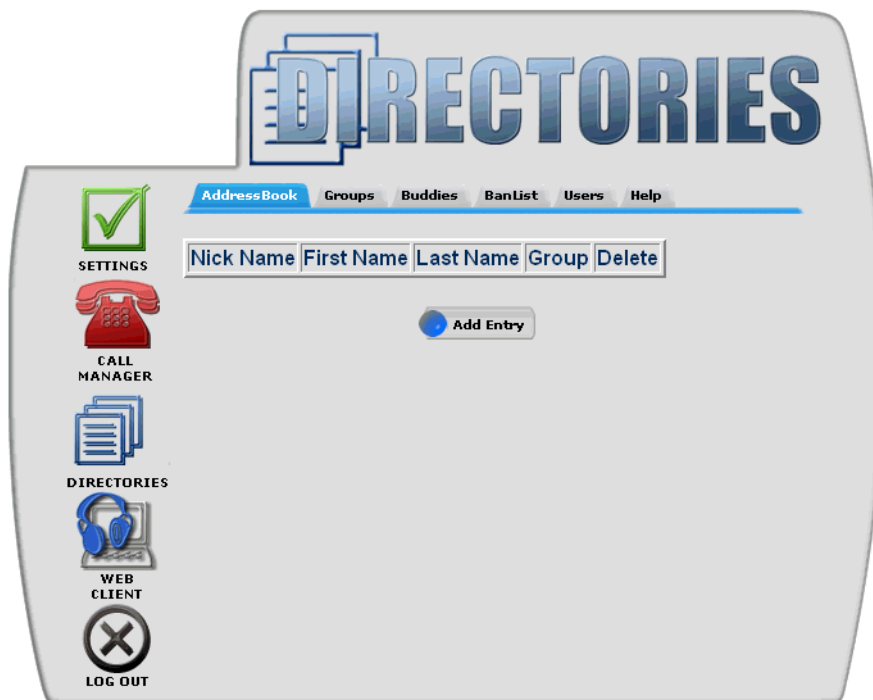 DIRECTORIES
AddressBook Groups Buddies BanList Users Help
Nick Name First Name Last Name Group Delete
Add Entry
SETTINGS
CALL
MANAGER
DIRECTORIES
WEB
CLIENT
LOG OUT